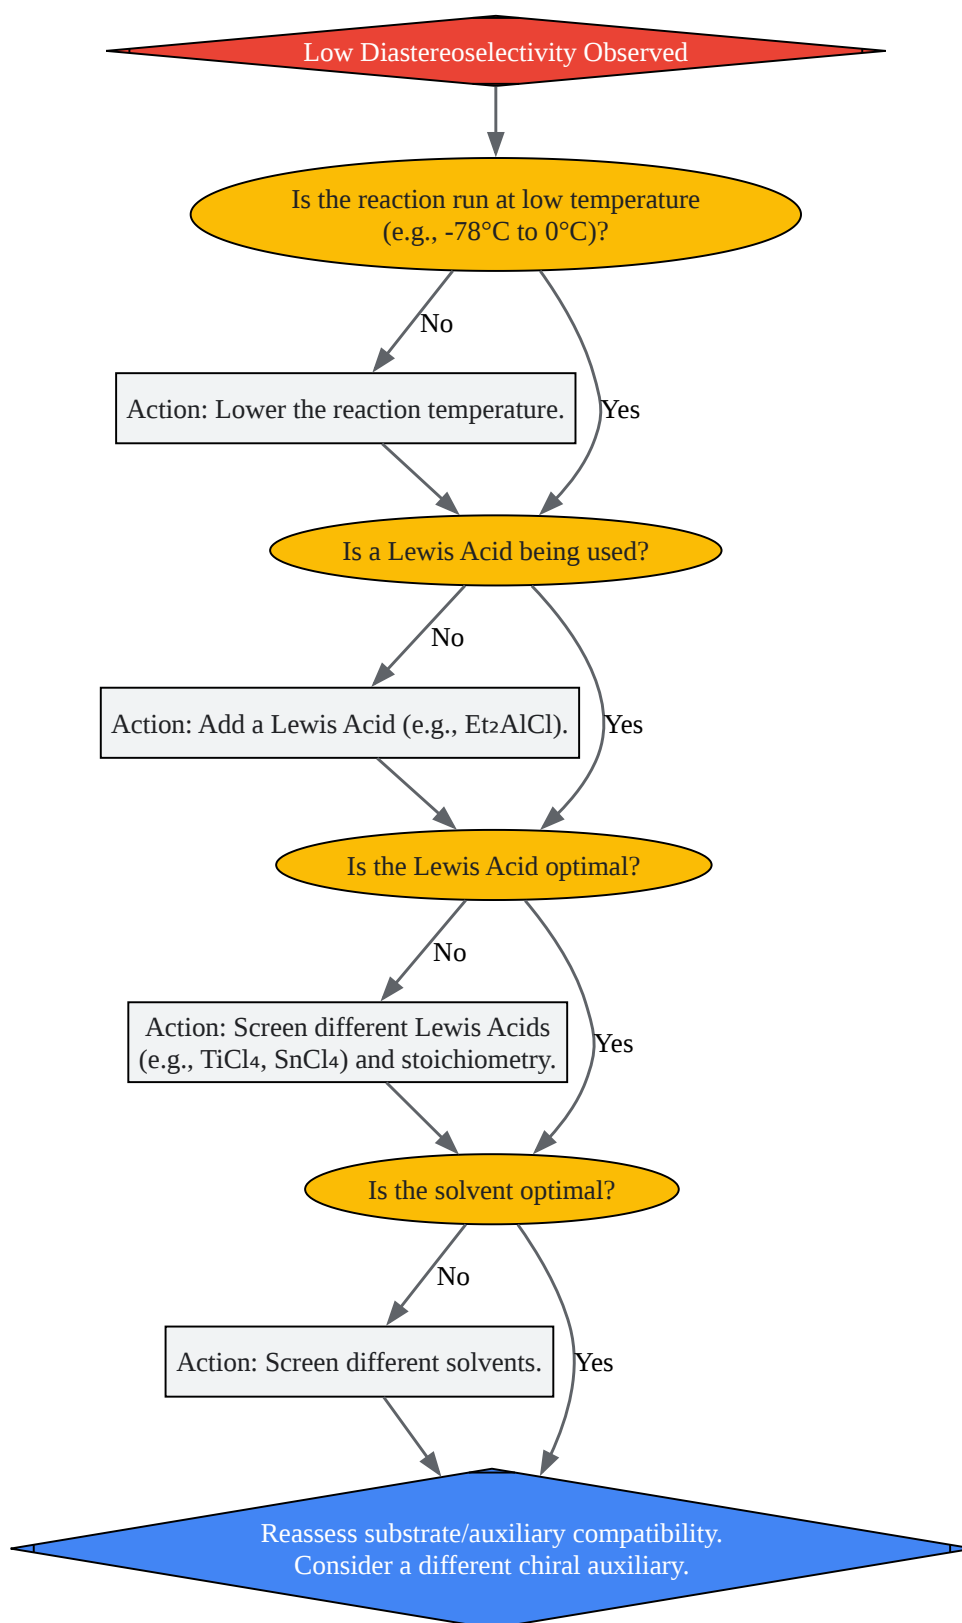 Low Diastereoselectivity Observed
Is the reaction run at low temperature
(e.g., -78°C to 0°C)?
No
Action: Lower the reaction temperature.
Yes
Is a Lewis Acid being used?
No
Action: Add a Lewis Acid (e.g., Et₂AlCl).
Yes
Is the Lewis Acid optimal?
No
Action: Screen different Lewis Acids
(e.g., TiCl₄, SnCl₄) and stoichiometry.
Yes
Is the solvent optimal?
No
Action: Screen different solvents.
Yes
Reassess substrate/auxiliary compatibility.
Consider a different chiral auxiliary.